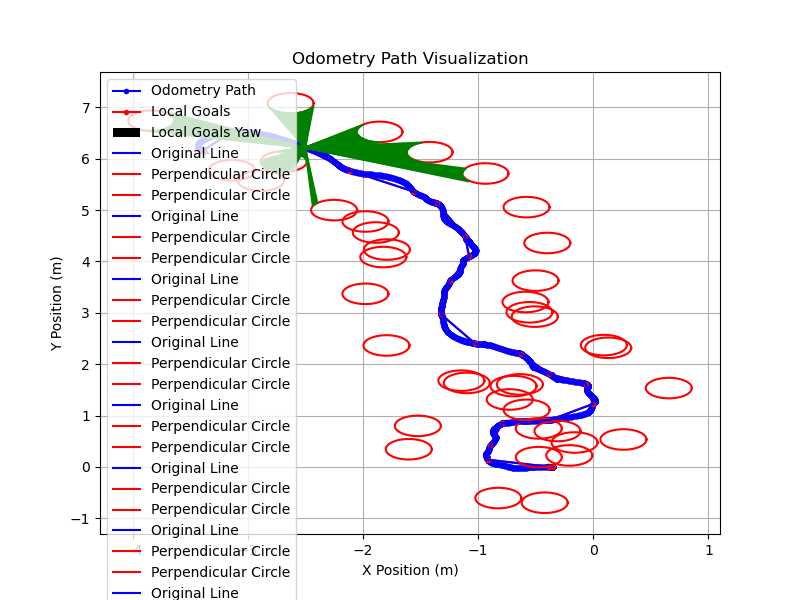 Odometry Path Visualization
Y Position (m)
7
6
5
4
3
2
1
0
−1
Odometry Path
Local Goals
Local Goals Yaw
Original Line
Perpendicular Circle
Perpendicular Circle
Original Line
Perpendicular Circle
Perpendicular Circle
Original Line
Perpendicular Circle
Perpendicular Circle
Original Line
Perpendicular Circle
Perpendicular Circle
Original Line
Perpendicular Circle
Perpendicular Circle
Original Line
Perpendicular Circle
Perpendicular Circle
Original Line
Perpendicular Circle
Perpendicular Circle
Original Line
−2 −1 0 1
X Position (m)